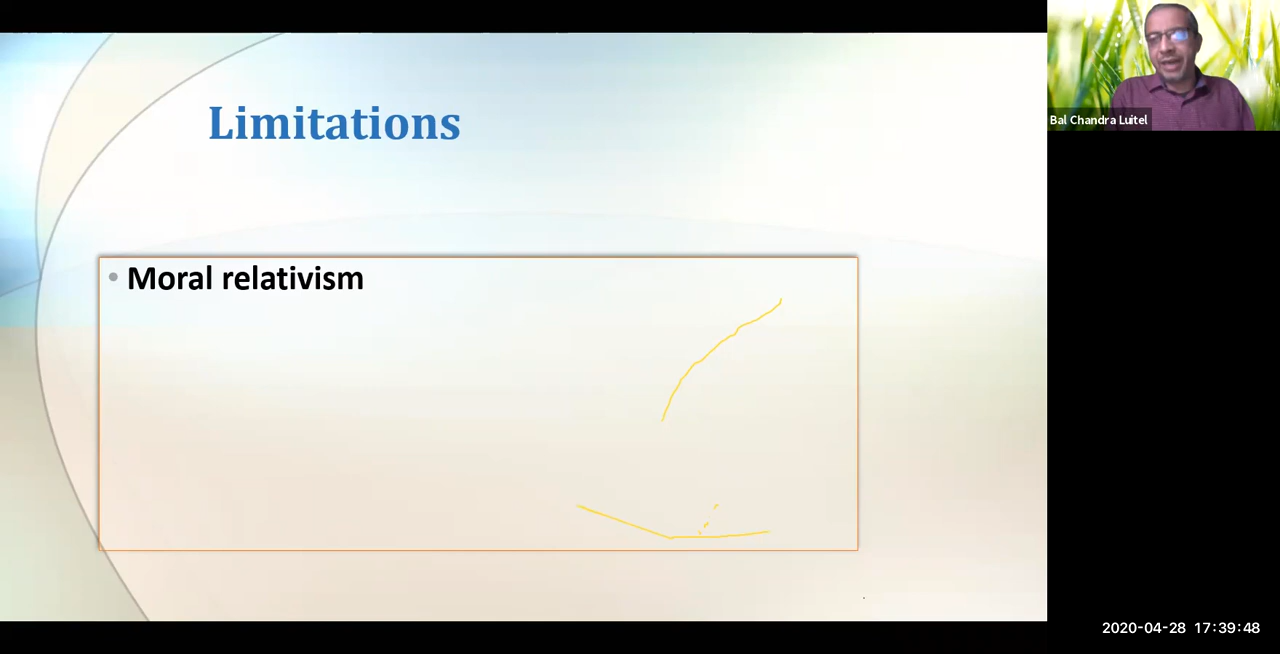 Limitations
• Moral relativism
Bal Chandra Luitel
2020-04-28 17:39:48